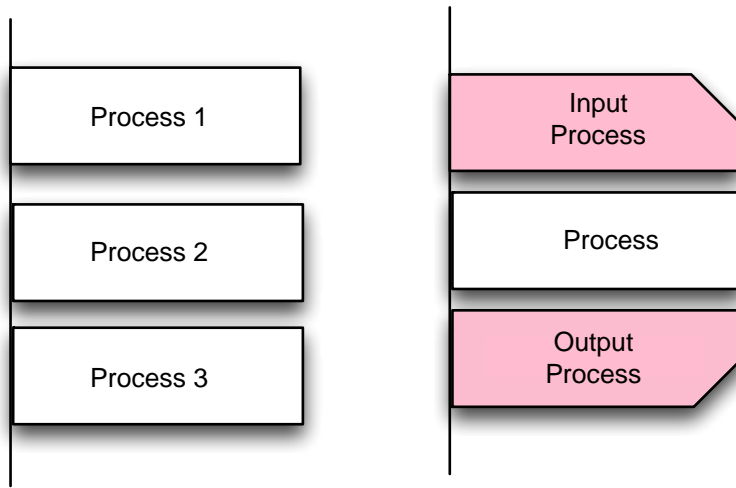 Process 1
Process 2
Process 3
Input
Process
Process
Output
Process